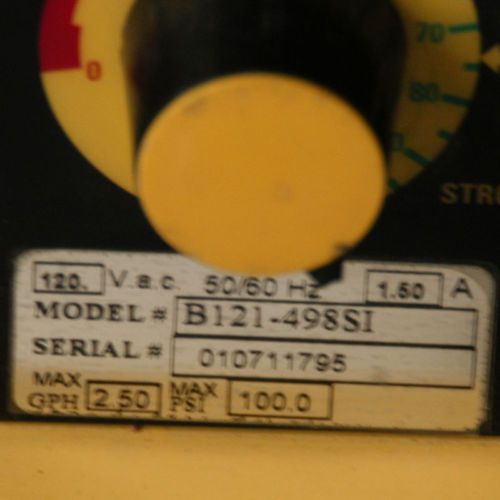 70
0
80
120. V.a.c. 50/60 Hz 1.50 A
MODEL # B121-498SI
SERIAL # 010711795
MAX GPH 2.50 MAX PSI 100.0